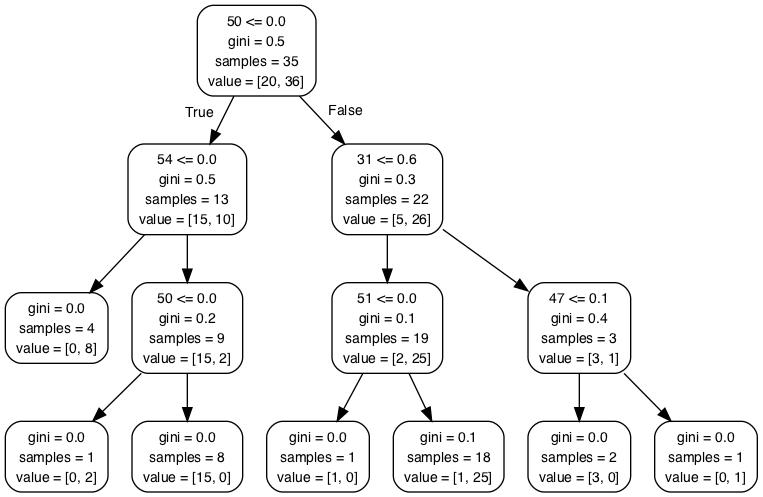 50 <= 0.0
gini = 0.5
samples = 35
value = [20, 36]
True
False
54 <= 0.0
gini = 0.5
samples = 13
value = [15, 10]
31 <= 0.6
gini = 0.3
samples = 22
value = [5, 26]
gini = 0.0
samples = 4
value = [0, 8]
50 <= 0.0
gini = 0.2
samples = 9
value = [15, 2]
51 <= 0.0
gini = 0.1
samples = 19
value = [2, 25]
47 <= 0.1
gini = 0.4
samples = 3
value = [3, 1]
gini = 0.0
samples = 1
value = [0, 2]
gini = 0.0
samples = 8
value = [15, 0]
gini = 0.0
samples = 1
value = [1, 0]
gini = 0.1
samples = 18
value = [1, 25]
gini = 0.0
samples = 2
value = [3, 0]
gini = 0.0
samples = 1
value = [0, 1]